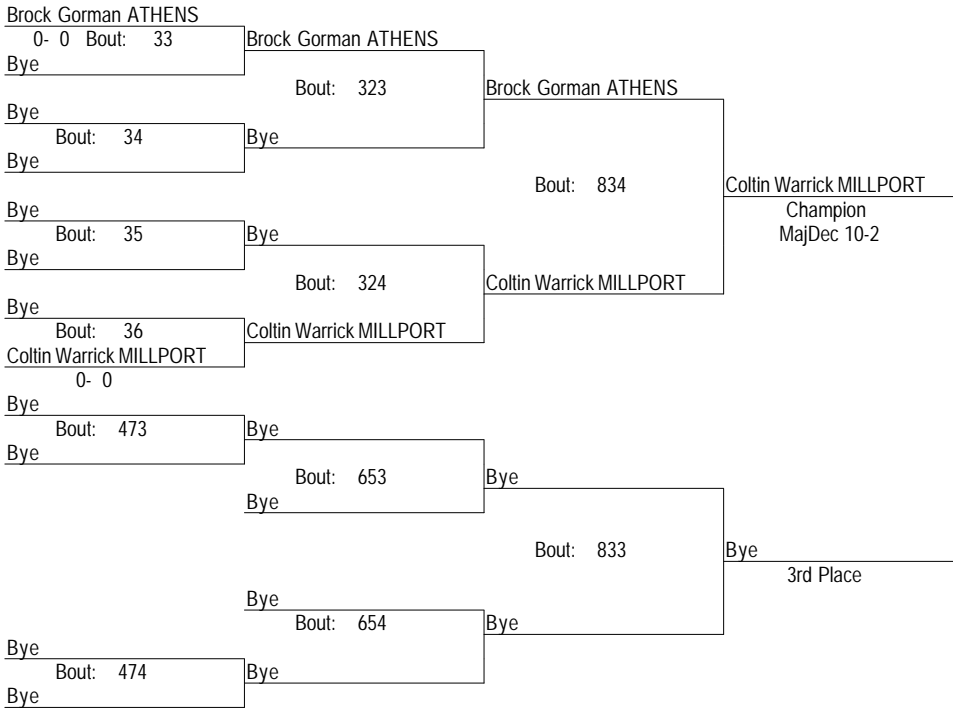 Brock Gorman ATHENS
0- 0 Bout: 33 Brock Gorman ATHENS
Bye
Bout: 323 Brock Gorman ATHENS
Bye
Bout: 34 Bye
Bye
Bout: 834 Coltin Warrick MILLPORT
Bye Champion
Bout: 35 Bye MajDec 10-2
Bye
Bout: 324 Coltin Warrick MILLPORT
Bye
Bout: 36 Coltin Warrick MILLPORT
Coltin Warrick MILLPORT
0- 0
Bye
Bout: 473 Bye
Bye
Bout: 653 Bye
Bye
Bout: 833 Bye
3rd Place
Bye
Bout: 654 Bye
Bye
Bout: 474 Bye
Bye